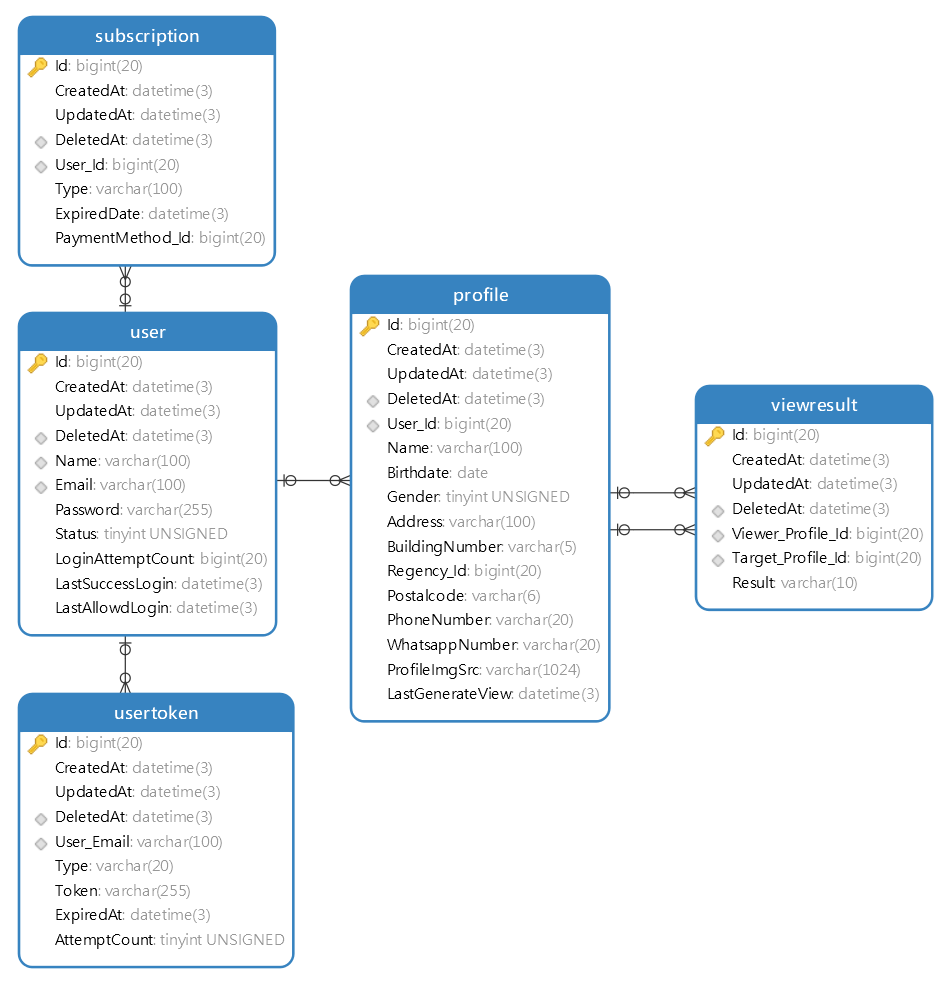 subscription
Id: bigint(20)
CreatedAt: datetime(3)
UpdatedAt: datetime(3)
DeletedAt: datetime(3)
User_Id: bigint(20)
Type: varchar(100)
ExpiredDate: datetime(3)
PaymentMethod_Id: bigint(20)
user
Id: bigint(20)
CreatedAt: datetime(3)
UpdatedAt: datetime(3)
DeletedAt: datetime(3)
Name: varchar(100)
Email: varchar(100)
Password: varchar(255)
Status: tinyint UNSIGNED
LoginAttemptCount: bigint(20)
LastSuccessLogin: datetime(3)
LastAllowdLogin: datetime(3)
usertoken
Id: bigint(20)
CreatedAt: datetime(3)
UpdatedAt: datetime(3)
DeletedAt: datetime(3)
User_Email: varchar(100)
Type: varchar(20)
Token: varchar(255)
ExpiredAt: datetime(3)
AttemptCount: tinyint UNSIGNED
profile
Id: bigint(20)
CreatedAt: datetime(3)
UpdatedAt: datetime(3)
DeletedAt: datetime(3)
User_Id: bigint(20)
Name: varchar(100)
Birthdate: date
Gender: tinyint UNSIGNED
Address: varchar(100)
BuildingNumber: varchar(5)
Regency_Id: bigint(20)
Postalcode: varchar(6)
PhoneNumber: varchar(20)
WhatsappNumber: varchar(20)
ProfileImgSrc: varchar(1024)
LastGenerateView: datetime(3)
viewresult
Id: bigint(20)
CreatedAt: datetime(3)
UpdatedAt: datetime(3)
DeletedAt: datetime(3)
Viewer_Profile_Id: bigint(20)
Target_Profile_Id: bigint(20)
Result: varchar(10)